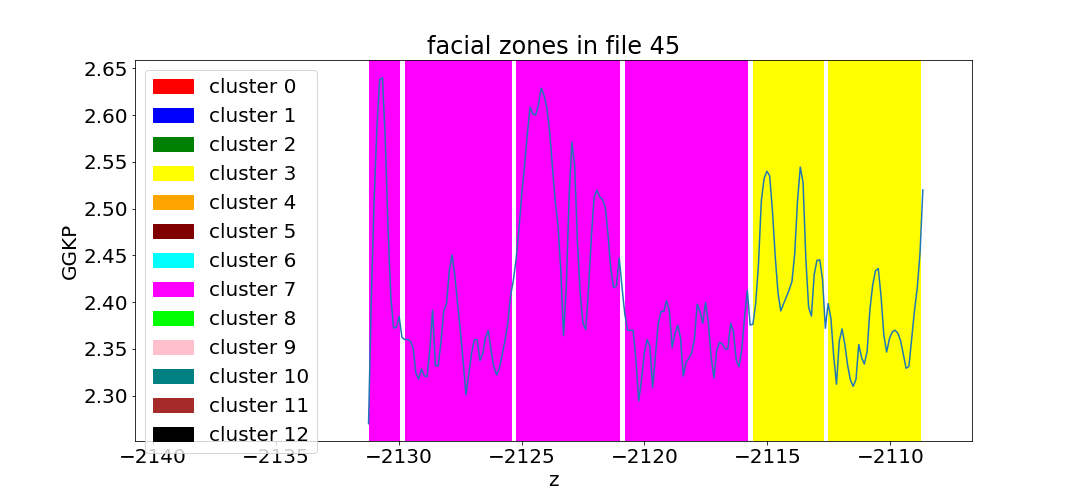 facial zones in file 45
GGKP
2.65
2.60
2.55
2.50
2.45
2.40
2.35
2.30
cluster 0
cluster 1
cluster 2
cluster 3
cluster 4
cluster 5
cluster 6
cluster 7
cluster 8
cluster 9
cluster 10
cluster 11
cluster 12
−2140 −2135 −2130 −2125 −2120 −2115 −2110
z